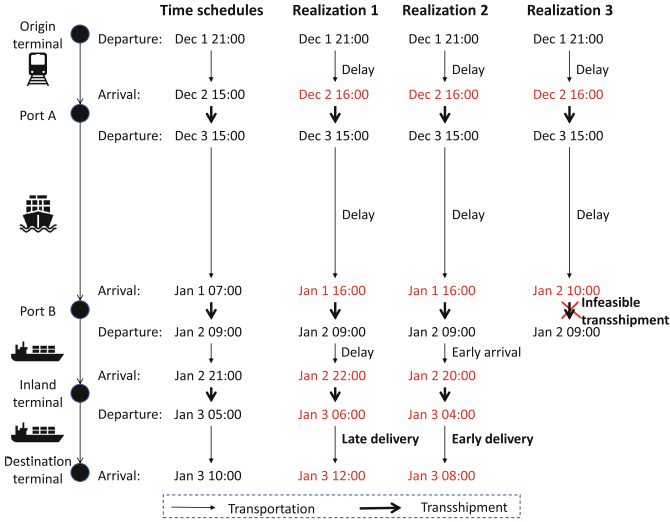 Time schedules Realization 1 Realization 2 Realization 3
Origin
terminal
Departure: Dec 1 21:00 Dec 1 21:00 Dec 1 21:00 Dec 1 21:00
Delay Delay Delay
Arrival: Dec 2 15:00 Dec 2 16:00 Dec 2 16:00 Dec 2 16:00
Port A
Departure: Dec 3 15:00 Dec 3 15:00 Dec 3 15:00 Dec 3 15:00
Delay Delay Delay
Arrival: Jan 1 07:00 Jan 1 16:00 Jan 1 16:00 Jan 2 10:00
Port B
Infeasible
transshipment
Departure: Jan 2 09:00 Jan 2 09:00 Jan 2 09:00 Jan 2 09:00
Delay Early arrival
Arrival: Jan 2 21:00 Jan 2 22:00 Jan 2 20:00
Inland
terminal
Departure: Jan 3 05:00 Jan 3 06:00 Jan 3 04:00
Late delivery Early delivery
Destination
terminal
Arrival: Jan 3 10:00 Jan 3 12:00 Jan 3 08:00
Transportation Transshipment